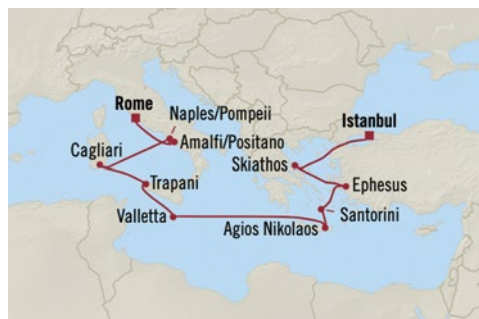 Rome
Naples/Pompeii
Amalfi/Positano
Istanbul
Cagliari
Skiathos
Trapani
Ephesus
Valletta
Santorini
Agios Nikolaos